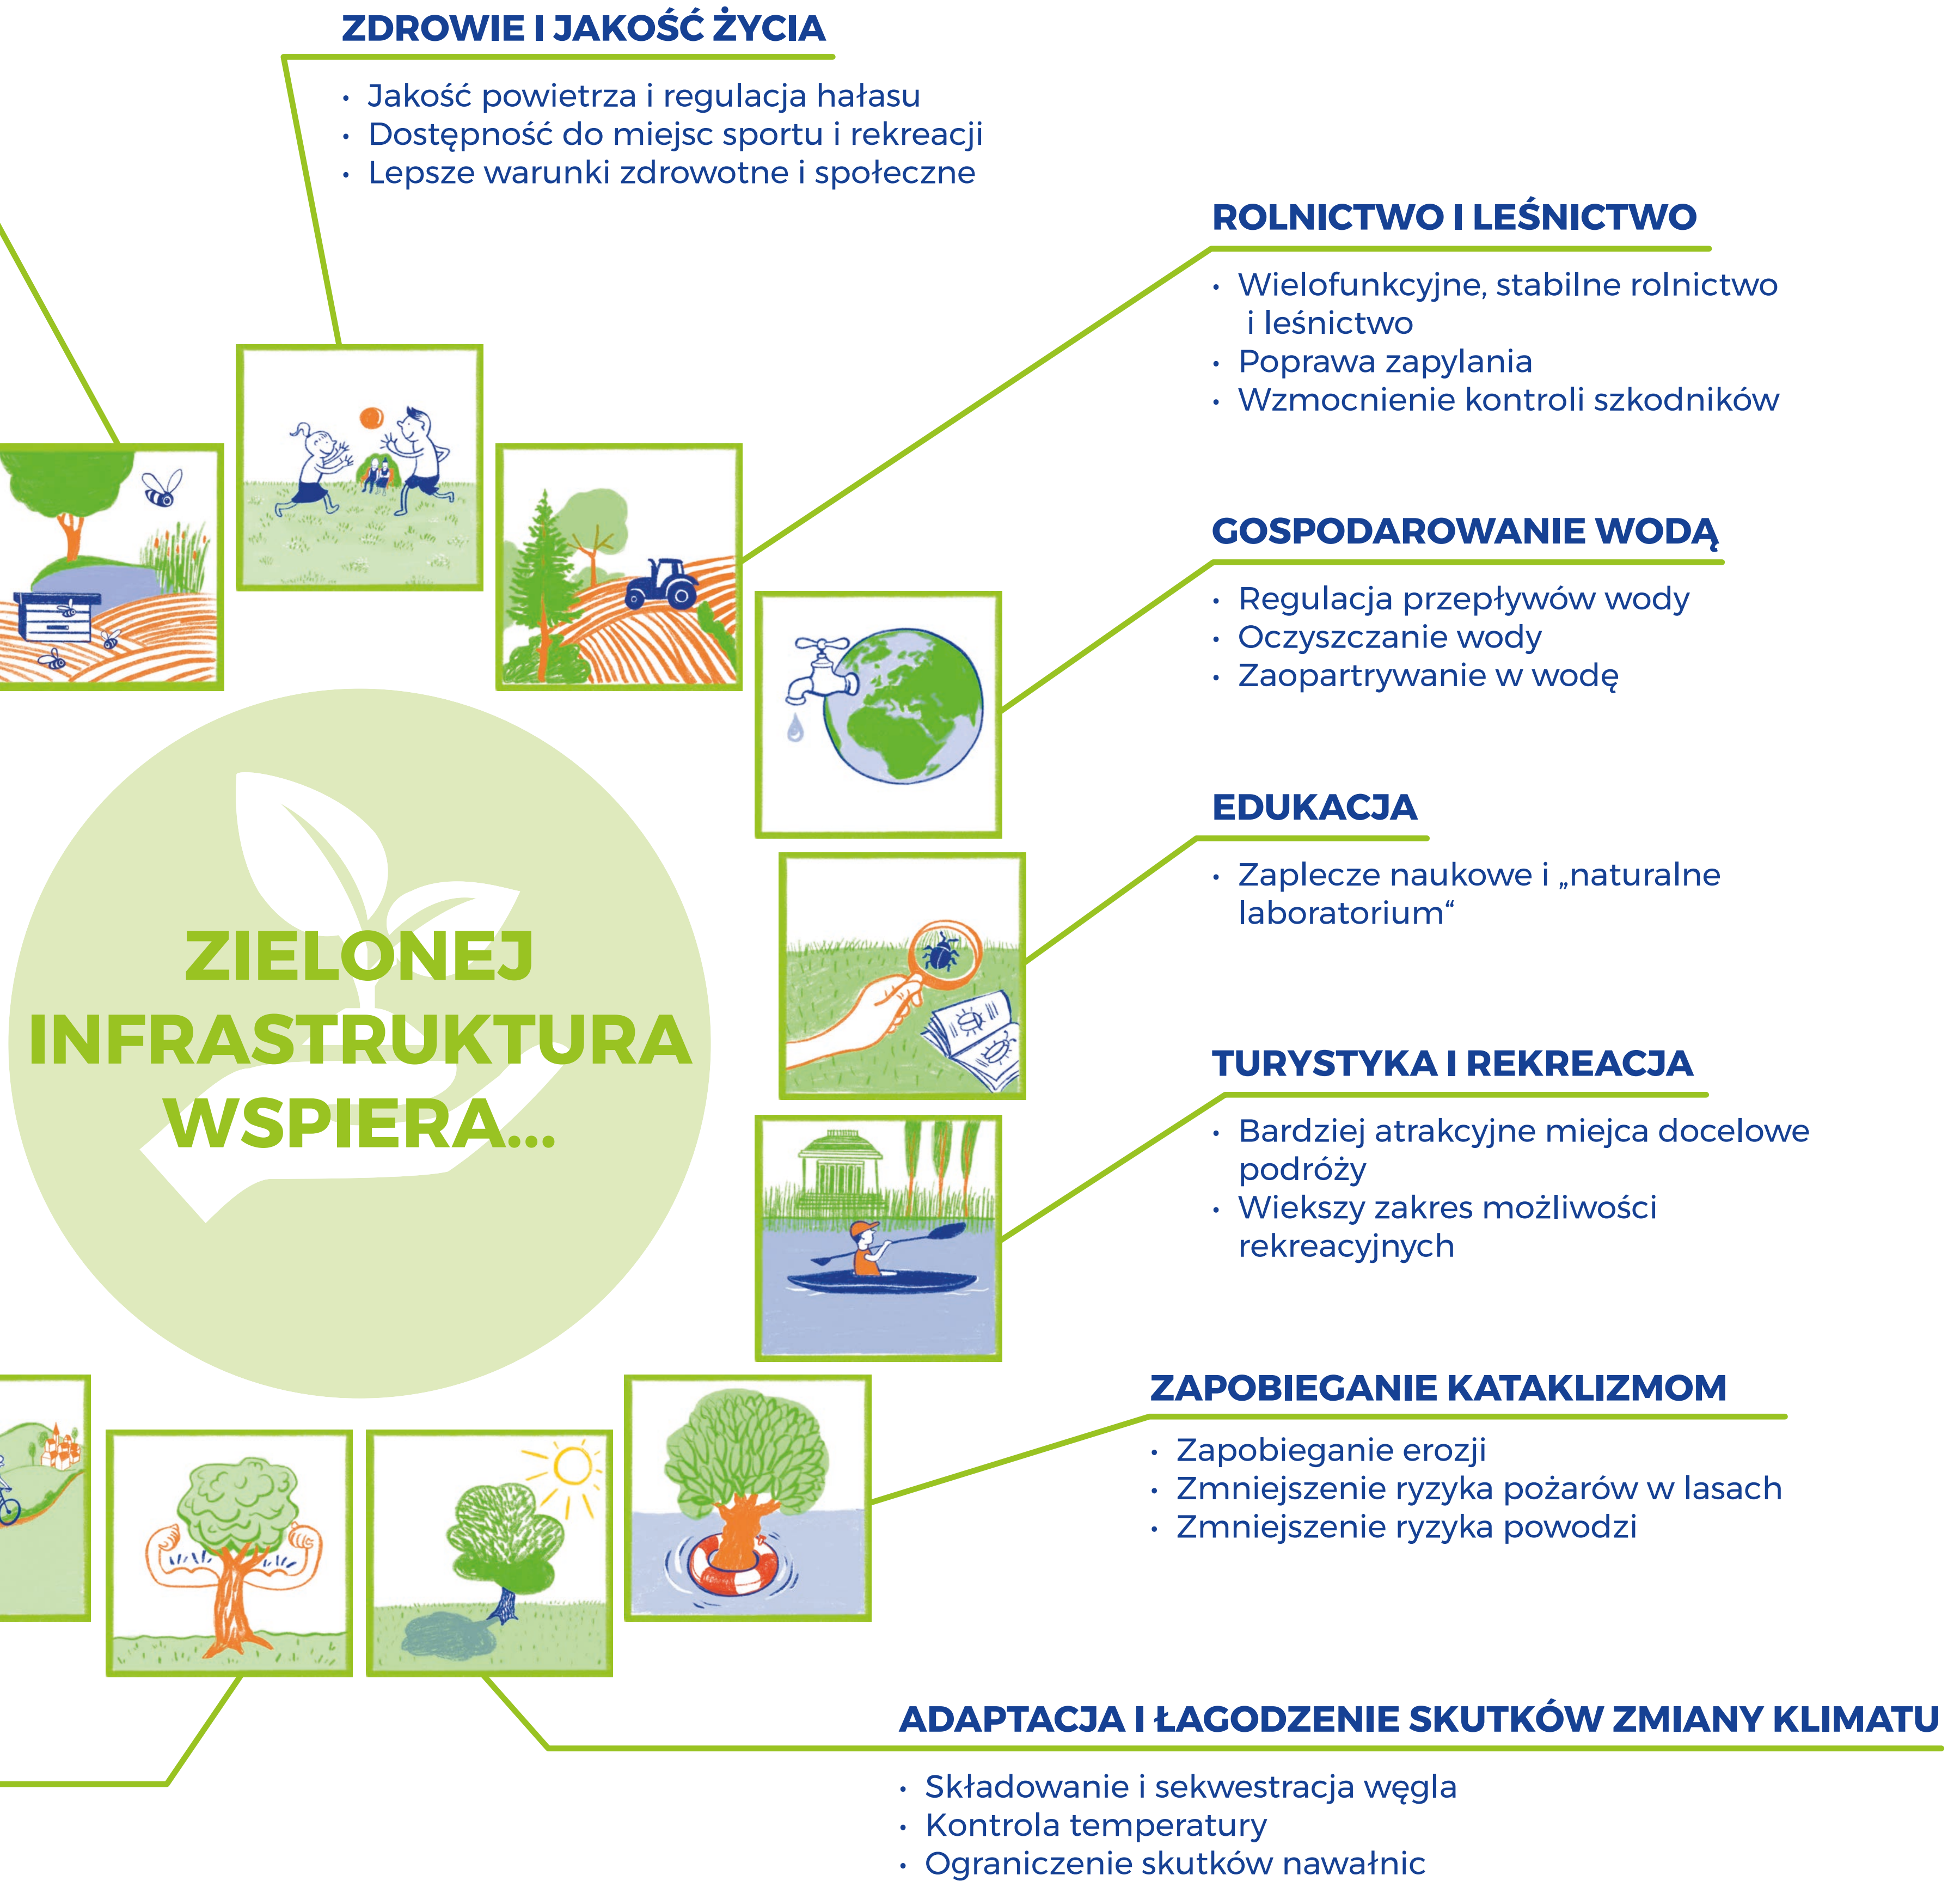 ZDROWIE I JAKOŚĆ ŻYCIA
• Jakość powietrza i regulacja hałasu
• Dostępność do miejsc sportu i rekreacji
• Lepsze warunki zdrowotne i społeczne
ROLNICTWO I LEŚNICTWO
• Wielofunkcyjne, stabilne rolnictwo
i leśnictwo
• Poprawa zapylania
• Wzmocnienie kontroli szkodników
GOSPODAROWANIE WODĄ
• Regulacja przepływów wody
• Oczyszczanie wody
• Zaopartrywanie w wodę
EDUKACJA
• Zaplecze naukowe i „naturalne
laboratorium“
ZIELONEJ
INFRASTRUKTURA
WSPIERA...
TURYSTYKA I REKREACJA
• Bardziej atrakcyjne miejca docelowe
podróży
• Wiekszy zakres możliwości
rekreacyjnych
ZAPOBIEGANIE KATAKLIZMOM
• Zapobieganie erozji
• Zmniejszenie ryzyka pożarów w lasach
• Zmniejszenie ryzyka powodzi
ADAPTACJA I ŁAGODZENIE SKUTKÓW ZMIANY KLIMATU
• Składowanie i sekwestracja węgla
• Kontrola temperatury
• Ograniczenie skutków nawałnic